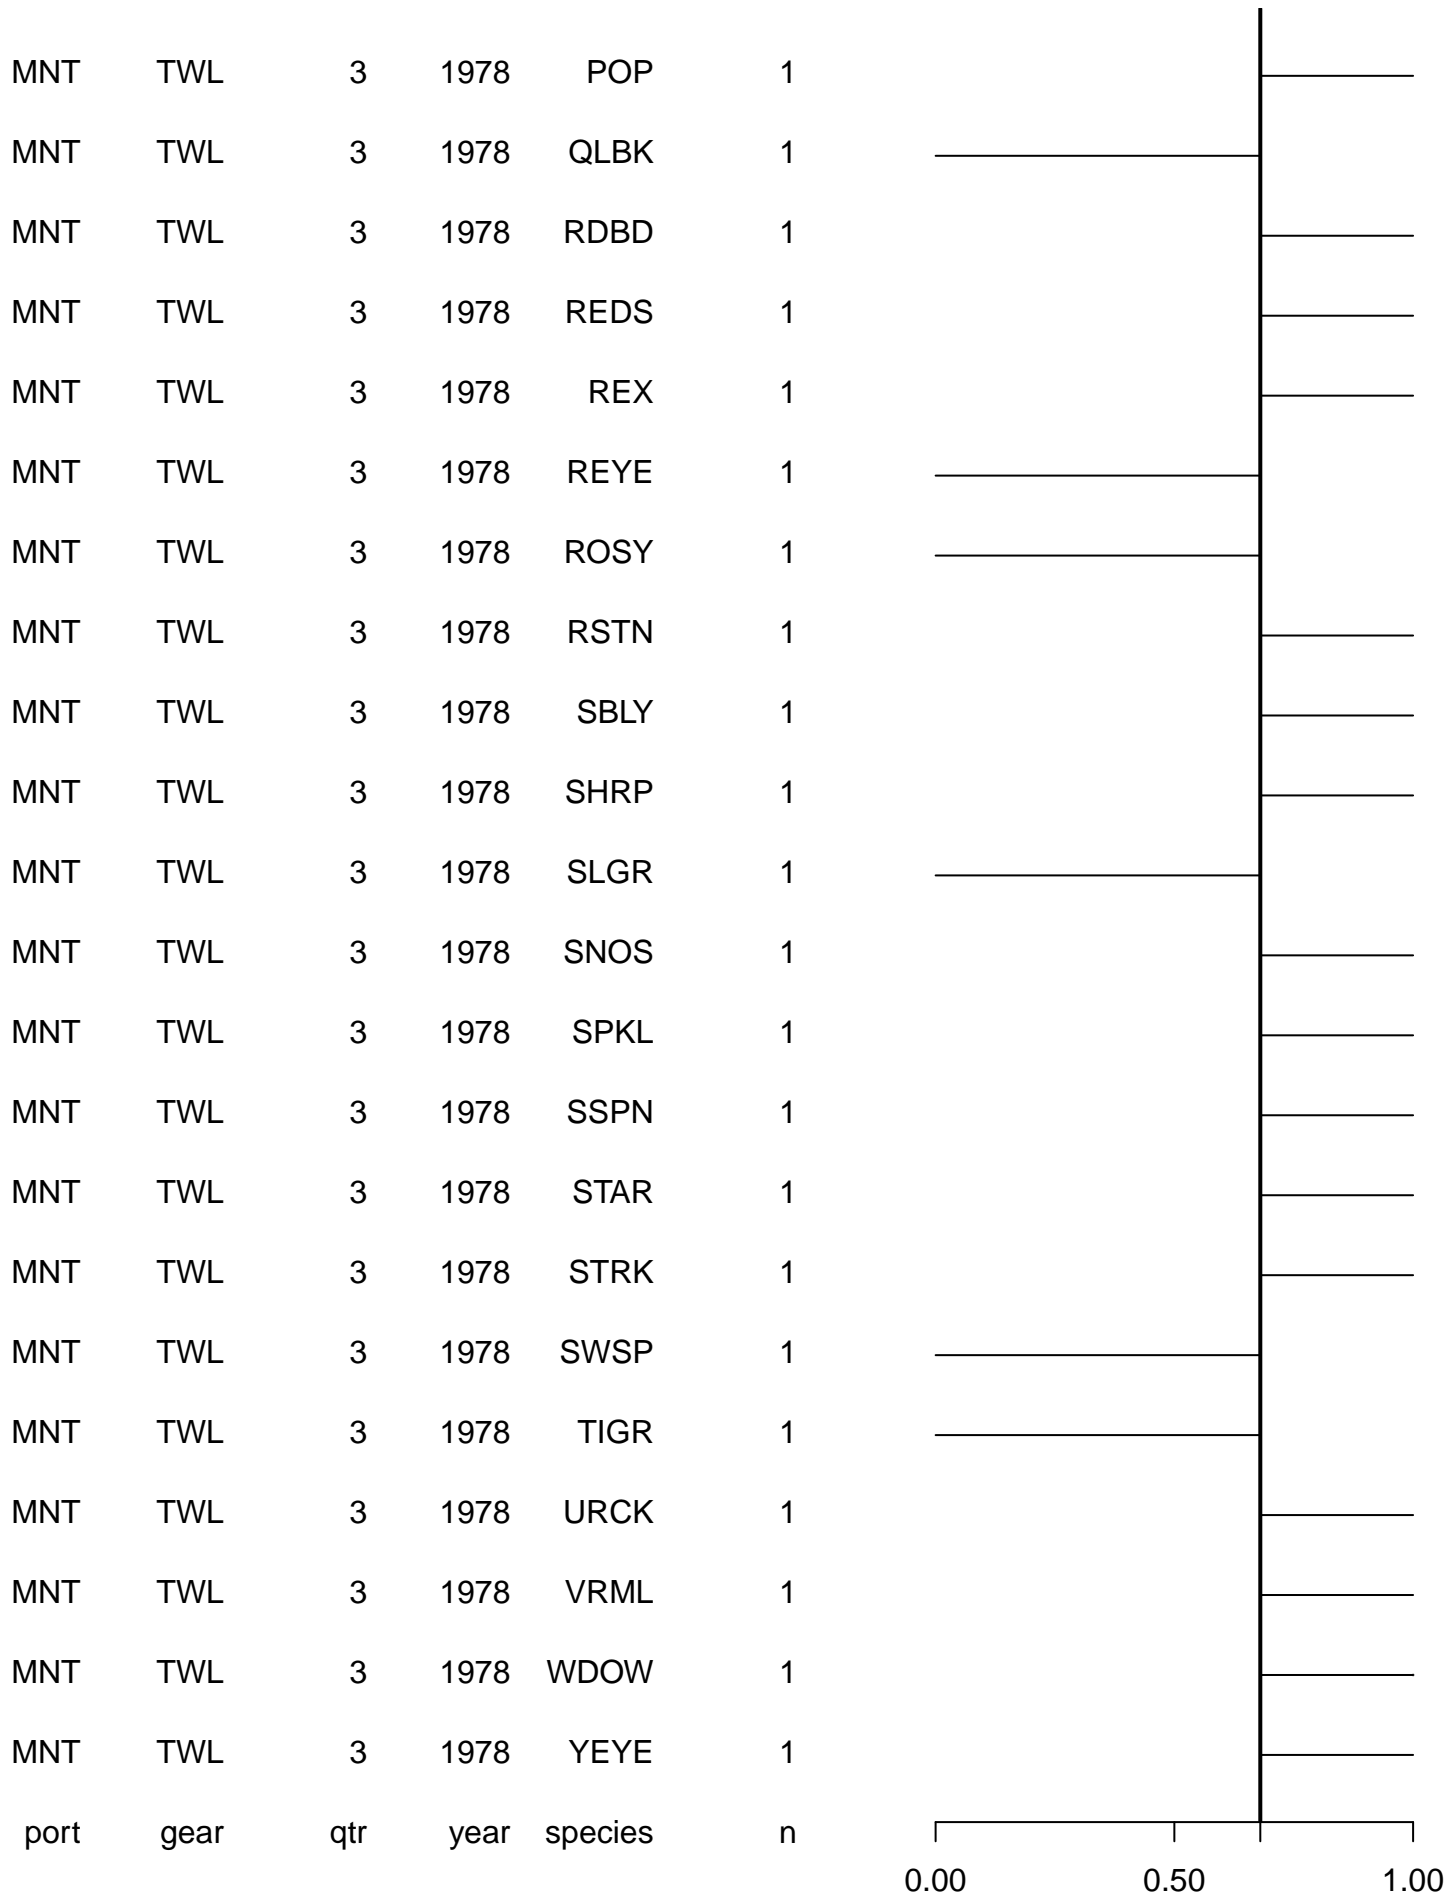 MNT TWL 3 1978 POP 1
MNT TWL 3 1978 QLBK 1
MNT TWL 3 1978 RDBD 1
MNT TWL 3 1978 REDS 1
MNT TWL 3 1978 REX 1
MNT TWL 3 1978 REYE 1
MNT TWL 3 1978 ROSY 1
MNT TWL 3 1978 RSTN 1
MNT TWL 3 1978 SBLY 1
MNT TWL 3 1978 SHRP 1
MNT TWL 3 1978 SLGR 1
MNT TWL 3 1978 SNOS 1
MNT TWL 3 1978 SPKL 1
MNT TWL 3 1978 SSPN 1
MNT TWL 3 1978 STAR 1
MNT TWL 3 1978 STRK 1
MNT TWL 3 1978 SWSP 1
MNT TWL 3 1978 TIGR 1
MNT TWL 3 1978 URCK 1
MNT TWL 3 1978 VRML 1
MNT TWL 3 1978 WDOW 1
MNT TWL 3 1978 YEYE 1
port gear qtr year species n
0.00 0.50 1.00